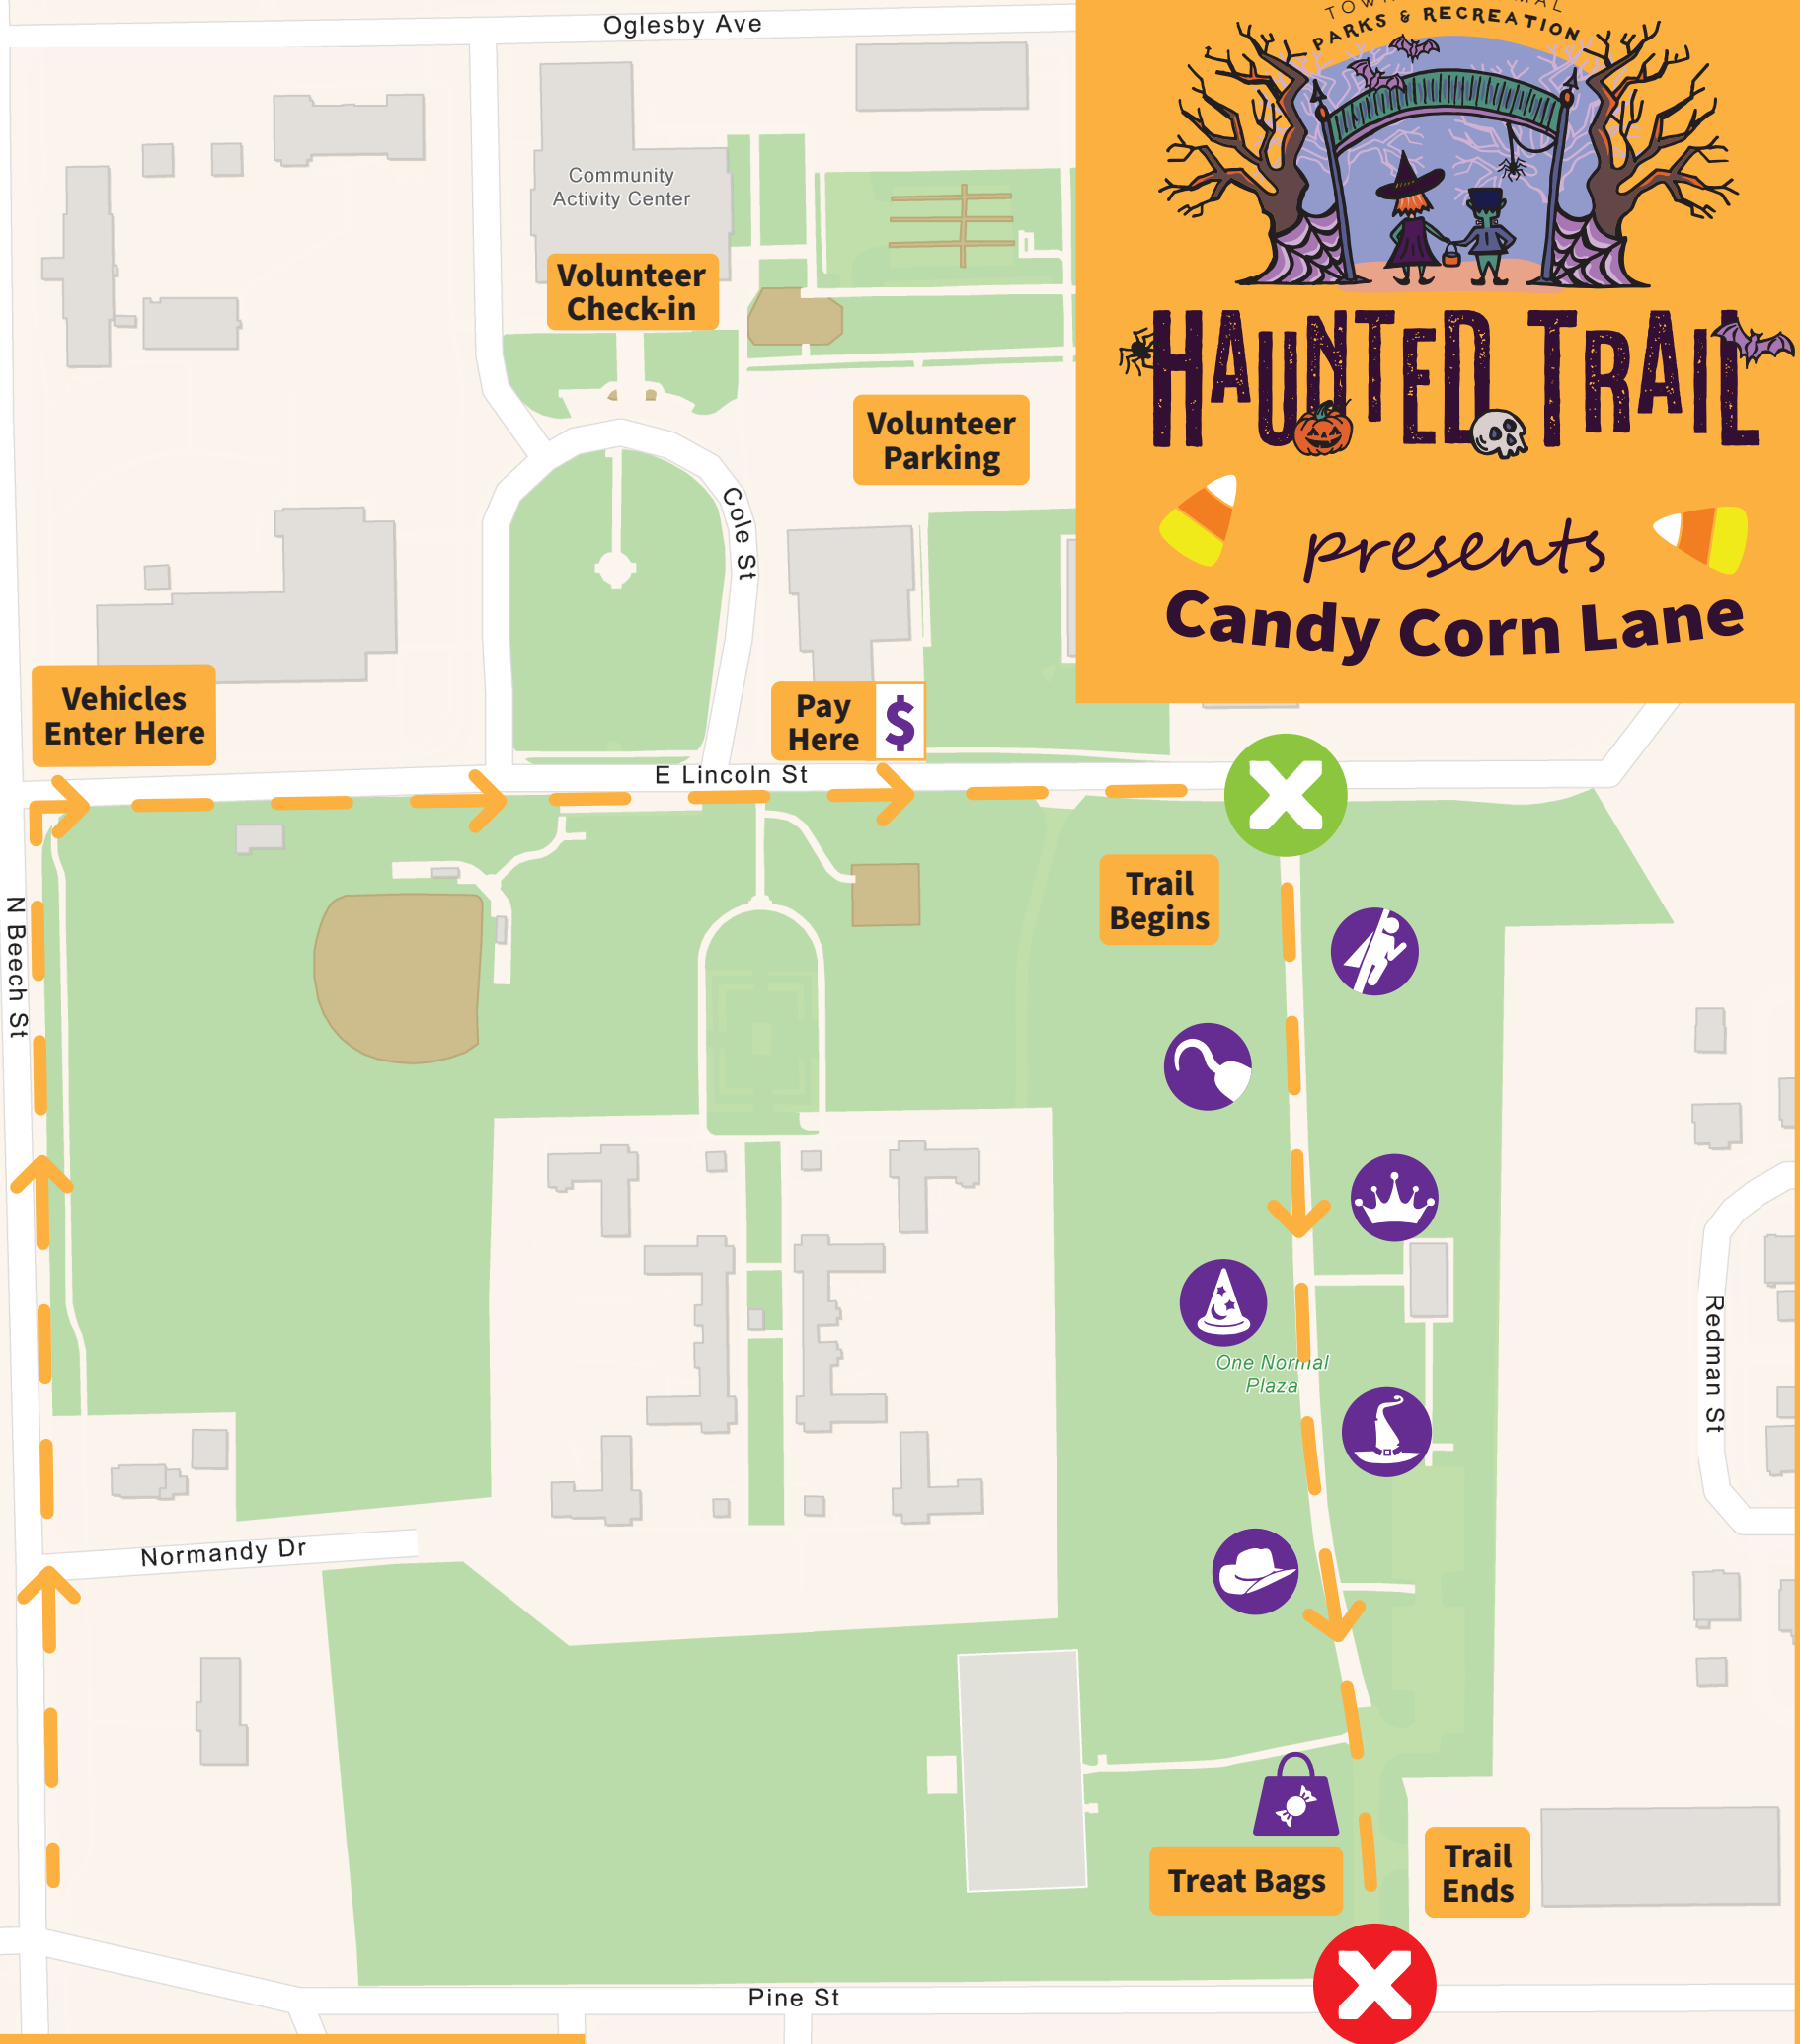 Oglesby Ave
PARKS & RECREATION
Community
Activity Center
Volunteer
Check-in
HAUNTED TRAIL
Volunteer
Parking
Cole St
presents
Candy Corn Lane
Vehicles
Enter Here
Pay
Here $
E Lincoln St
Trail
Begins
N Beech St
One Normal
Plaza
Redman St
Normandy Dr
Treat Bags
Trail
Ends
Pine St